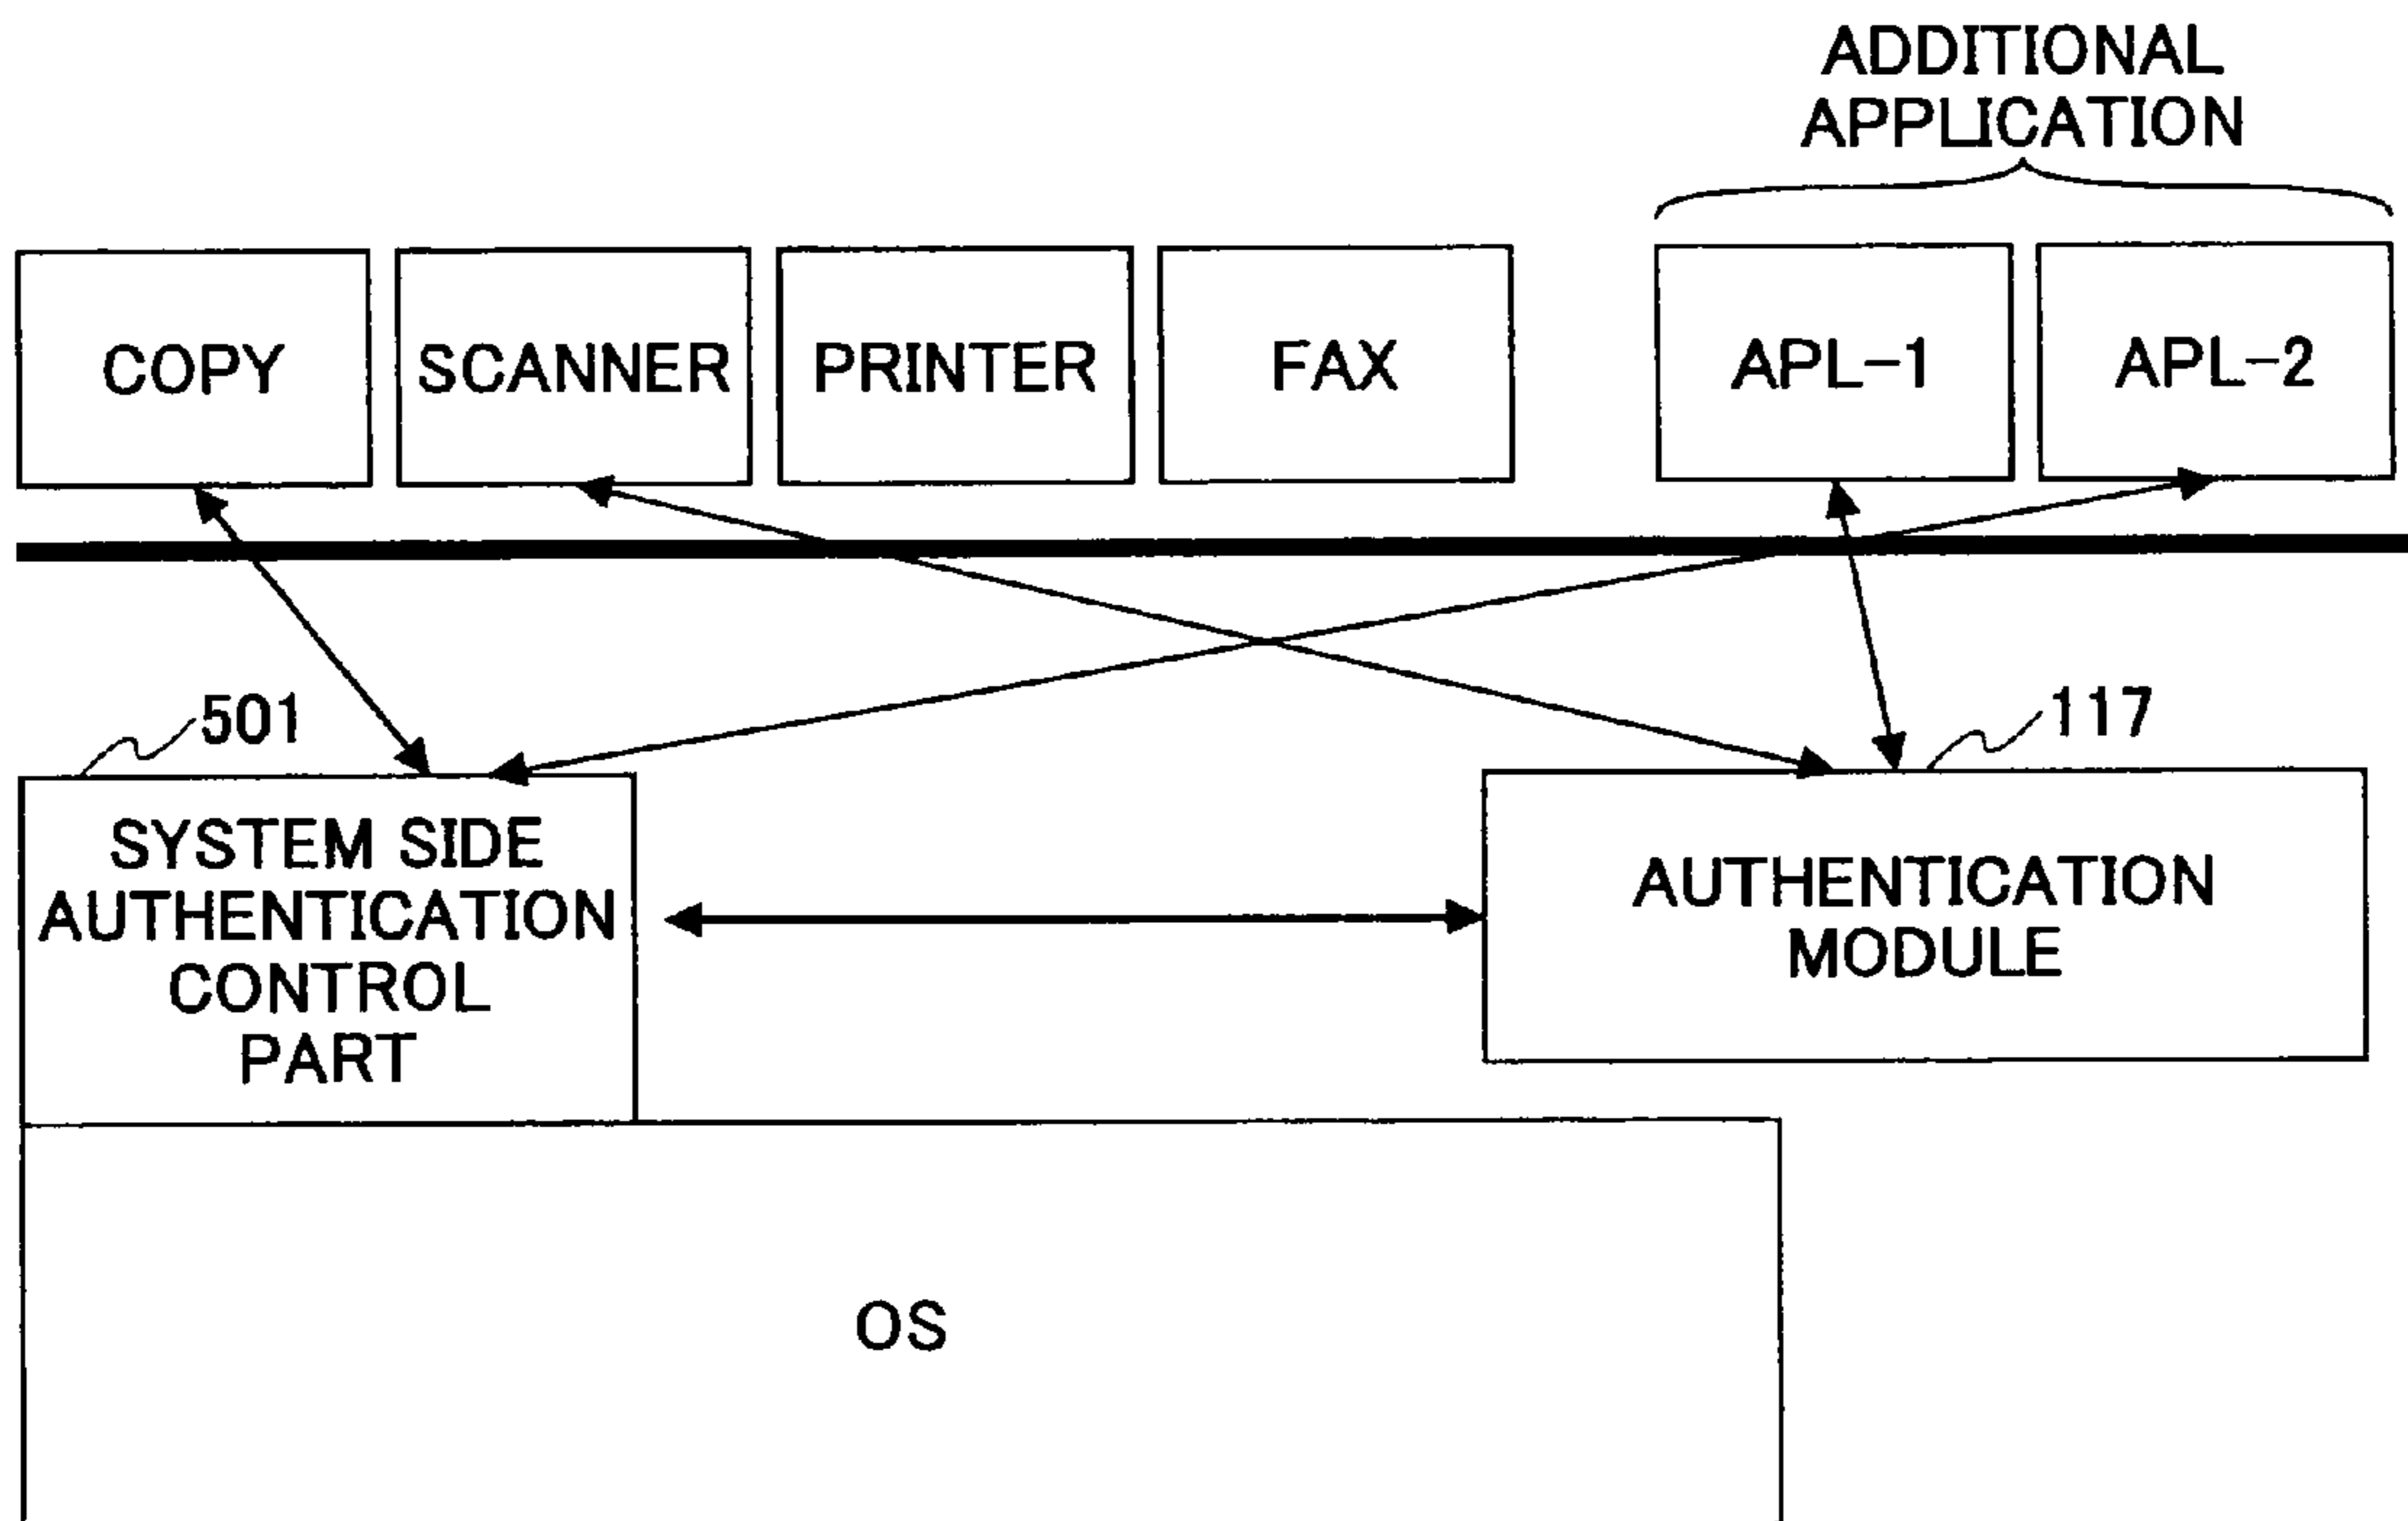 ADDITIONAL
APPLICATION
COPY
SCANNER
PRINTER
FAX
APL-1
APL-2
501
117
SYSTEM SIDE
AUTHENTICATION
CONTROL
PART
AUTHENTICATION
MODULE
OS